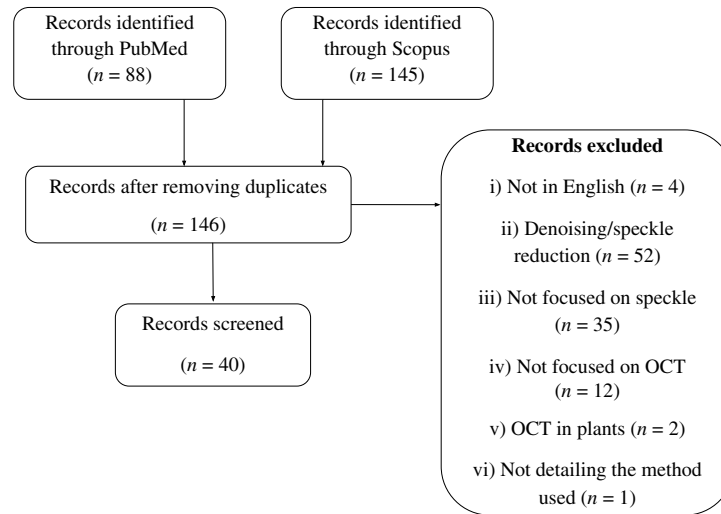 Records identified
through PubMed
(n = 88)
Records identified
through Scopus
(n = 145)
Records after removing duplicates
(n = 146)
Records screened
(n = 40)
Records excluded
i) Not in English (n = 4)
ii) Denoising/speckle
reduction (n = 52)
iii) Not focused on speckle
(n = 35)
iv) Not focused on OCT
(n = 12)
v) OCT in plants (n = 2)
vi) Not detailing the method
used (n = 1)